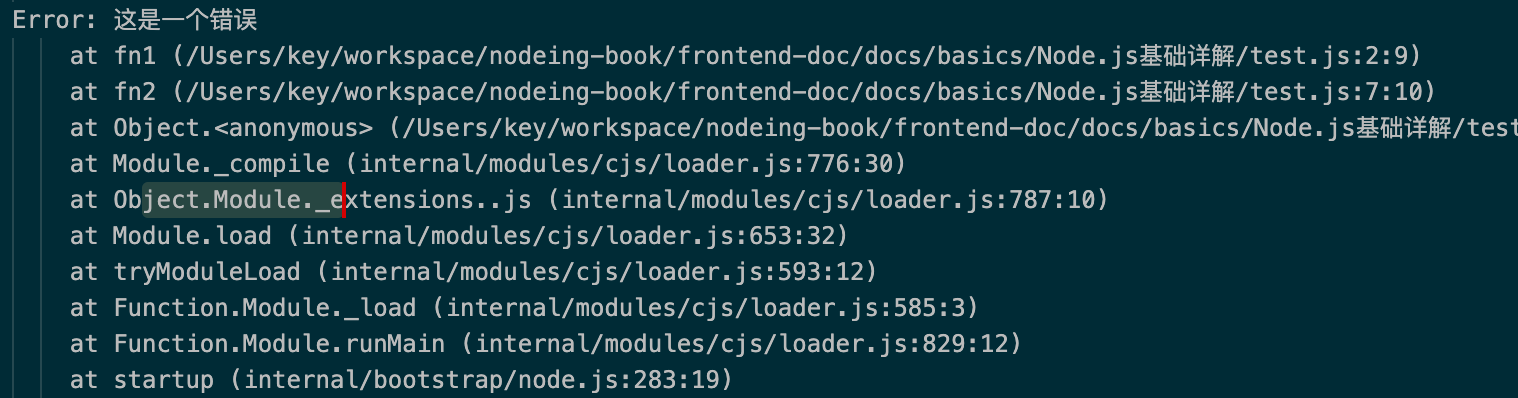 Error: 这是一个错误
at fn1 (/Users/key/workspace/nodeing-book/frontend-doc/docs/basics/Node.js基础详解/test.js:2:9)
at fn2 (/Users/key/workspace/nodeing-book/frontend-doc/docs/basics/Node.js基础详解/test.js:7:10)
at Object.<anonymous> (/Users/key/workspace/nodeing-book/frontend-doc/docs/basics/Node.js基础详解/test
at Module._compile (internal/modules/cjs/loader.js:776:30)
at Object.Module._extensions..js (internal/modules/cjs/loader.js:787:10)
at Module.load (internal/modules/cjs/loader.js:653:32)
at tryModuleLoad (internal/modules/cjs/loader.js:593:12)
at Function.Module._load (internal/modules/cjs/loader.js:585:3)
at Function.Module.runMain (internal/modules/cjs/loader.js:829:12)
at startup (internal/bootstrap/node.js:283:19)